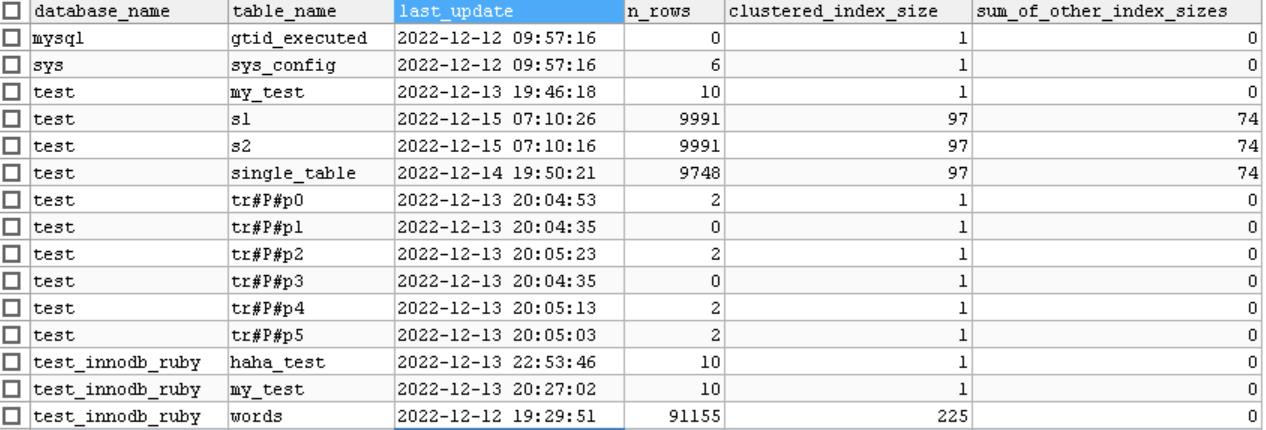 database_name table_name last_update n_rows clustered_index_size sum_of_other_index_sizes
mysql gtid_executed 2022-12-12 09:57:16 0 1 0
sys sys_config 2022-12-12 09:57:16 6 1 0
test my_test 2022-12-13 19:46:18 10 1 0
test s1 2022-12-15 07:10:26 9991 97 74
test s2 2022-12-15 07:10:16 9991 97 74
test single_table 2022-12-14 19:50:21 9748 97 74
test tr#P#p0 2022-12-13 20:04:53 2 1 0
test tr#P#p1 2022-12-13 20:04:35 0 1 0
test tr#P#p2 2022-12-13 20:05:23 2 1 0
test tr#P#p3 2022-12-13 20:04:35 0 1 0
test tr#P#p4 2022-12-13 20:05:13 2 1 0
test tr#P#p5 2022-12-13 20:05:03 2 1 0
test_innodb_ruby haha_test 2022-12-13 22:53:46 10 1 0
test_innodb_ruby my_test 2022-12-13 20:27:02 10 1 0
test_innodb_ruby words 2022-12-12 19:29:51 91155 225 0